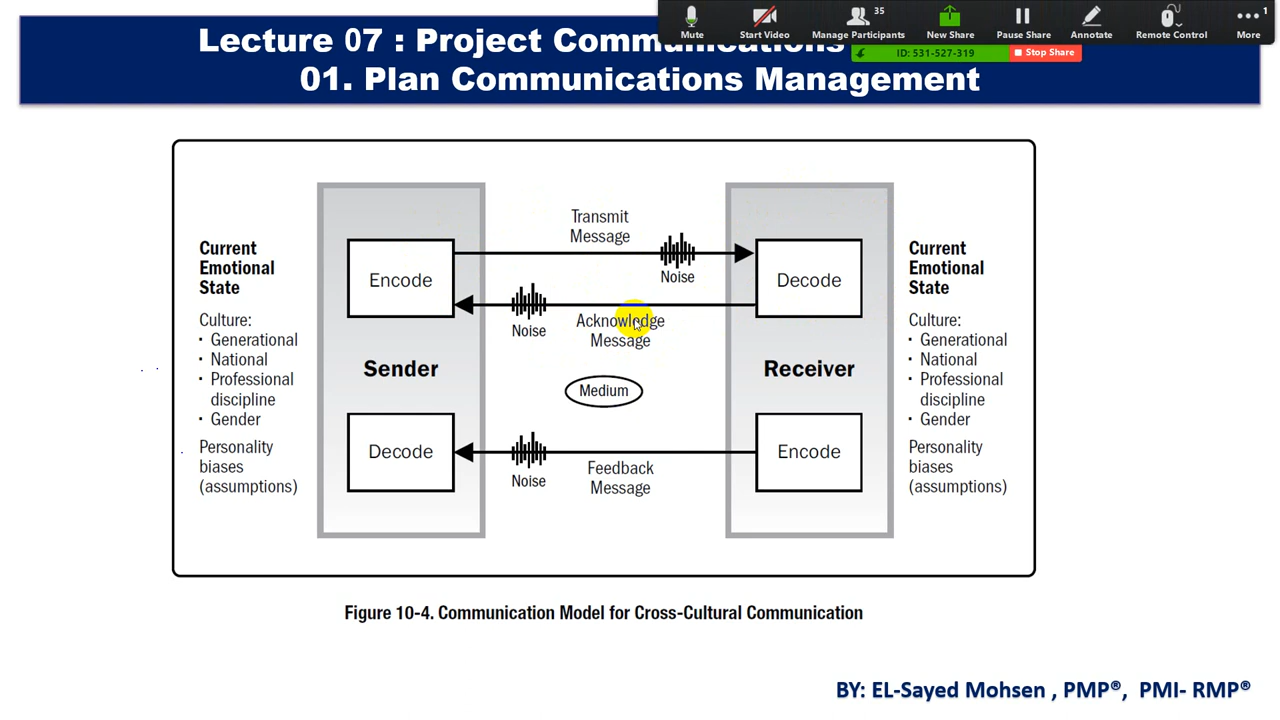 Mute
Start Video
Manage Participants
35
New Share
Pause Share
Annotate
Remote Control
More
1
ID: 531-527-319
Stop Share
Lecture 07 : Project Communications
01. Plan Communications Management
Current
Emotional
State
Culture:
· Generational
· National
· Professional
discipline
· Gender
Personality
biases
(assumptions)
Encode
Sender
Decode
Transmit
Message
Noise
Noise
Acknowledge
Message
Medium
Noise
Feedback
Message
Decode
Receiver
Encode
Current
Emotional
State
Culture:
· Generational
· National
· Professional
discipline
· Gender
Personality
biases
(assumptions)
Figure 10-4. Communication Model for Cross-Cultural Communication
BY: EL-Sayed Mohsen , PMP®, PMI- RMP®